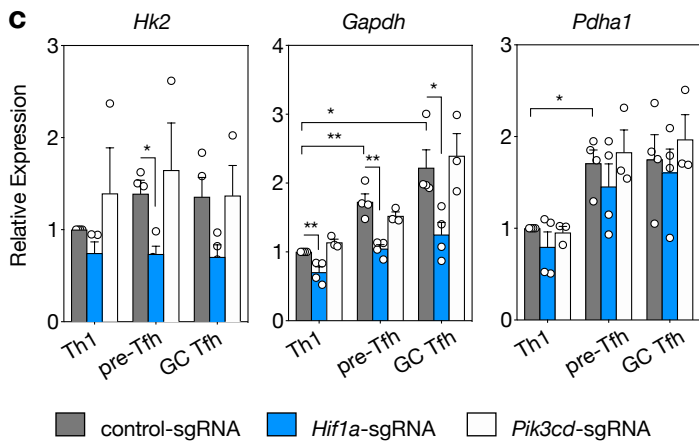 c
Hk2
Gapdh
Pdha1
Relative Expression
3
2
1
0
4
3
2
1
0
3
2
1
0
*
*
**
**
**
*
*
Th1
pre-Tfh
GC Tfh
Th1
pre-Tfh
GC Tfh
Th1
pre-Tfh
GC Tfh
control-sgRNA
Hif1a-sgRNA
Pik3cd-sgRNA